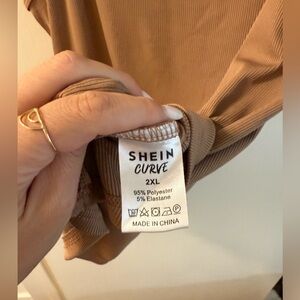 SHEIN
CURVE
2XL
95% Polyester
5% Elastane
MADE IN CHINA